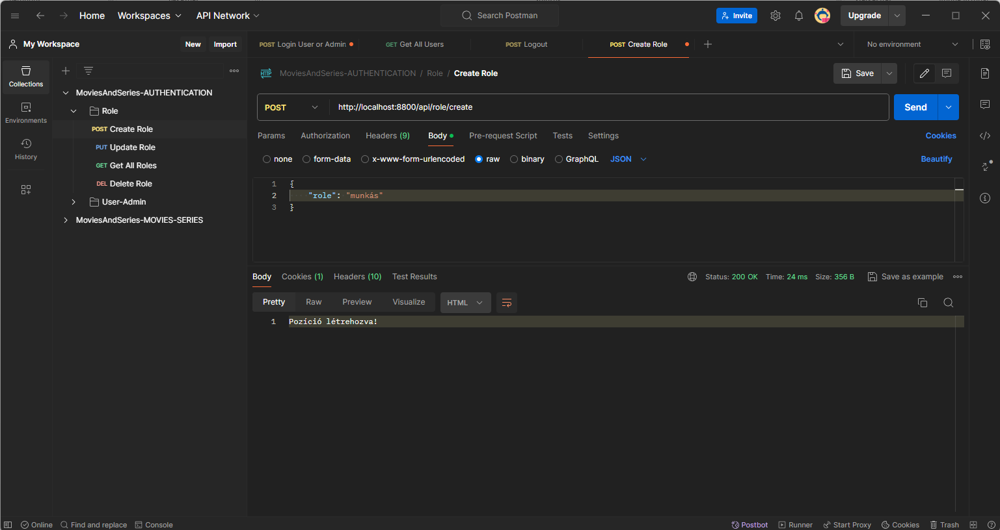 Home Workspaces API Network Search Postman Invite Upgrade
My Workspace New Import POST Login User or Admin GET Get All Users POST Logout POST Create Role No environment
Collections
Environments
History
MoviesAndSeries-AUTHENTICATION
Role
POST Create Role
PUT Update Role
GET Get All Roles
DEL Delete Role
User-Admin
MoviesAndSeries-MOVIES-SERIES
HTTP MoviesAndSeries-AUTHENTICATION / Role / Create Role Save
POST http://localhost:8800/api/role/create Send
Params Authorization Headers (9) Body Pre-request Script Tests Settings Cookies
none form-data x-www-form-urlencoded raw binary GraphQL JSON Beautify
1 {
2 "role": "munkás"
3 }
Body Cookies (1) Headers (10) Test Results Status: 200 OK Time: 24 ms Size: 356 B Save as example
Pretty Raw Preview Visualize HTML
1 Pozíció létrehozva!
Online Find and replace Console Postbot Runner Start Proxy Cookies Trash